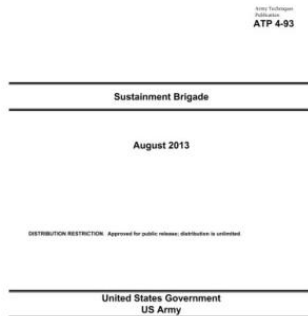 Army Techniques
Publication
ATP 4-93
Sustainment Brigade
August 2013
DISTRIBUTION RESTRICTION. Approved for public release; distribution is unlimited.
United States Government
US Army